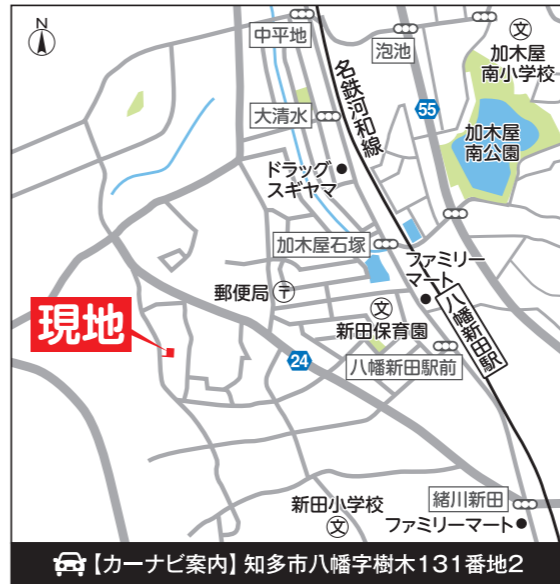 N
中平地
泡池
文
加木屋
南小学校
大清水
名鉄河和線
55
加木屋
南公園
ドラッグ
スギヤマ
加木屋石塚
ファミリー
マート
郵便局
〒
文
新田保育園
八幡新田駅
現地
24
八幡新田駅前
新田小学校
文
緒川新田
ファミリーマート
【カーナビ案内】知多市八幡字樹木131番地2